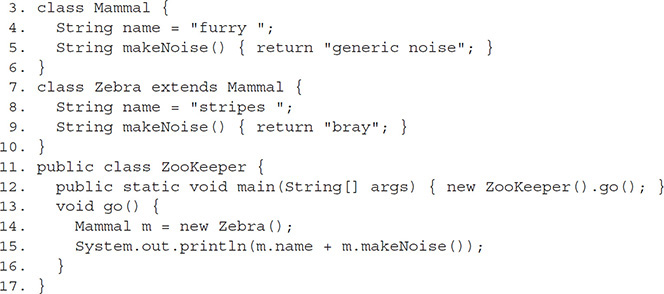 3. class Mammal {
4.   String name = "furry ";
5.   String makeNoise() { return "generic noise"; }
6. }
7. class Zebra extends Mammal {
8.   String name = "stripes ";
9.   String makeNoise() { return "bray"; }
10. }
11. public class ZooKeeper {
12.   public static void main(String[] args) { new ZooKeeper().go(); }
13.   void go() {
14.     Mammal m = new Zebra();
15.     System.out.println(m.name + m.makeNoise());
16.   }
17. }